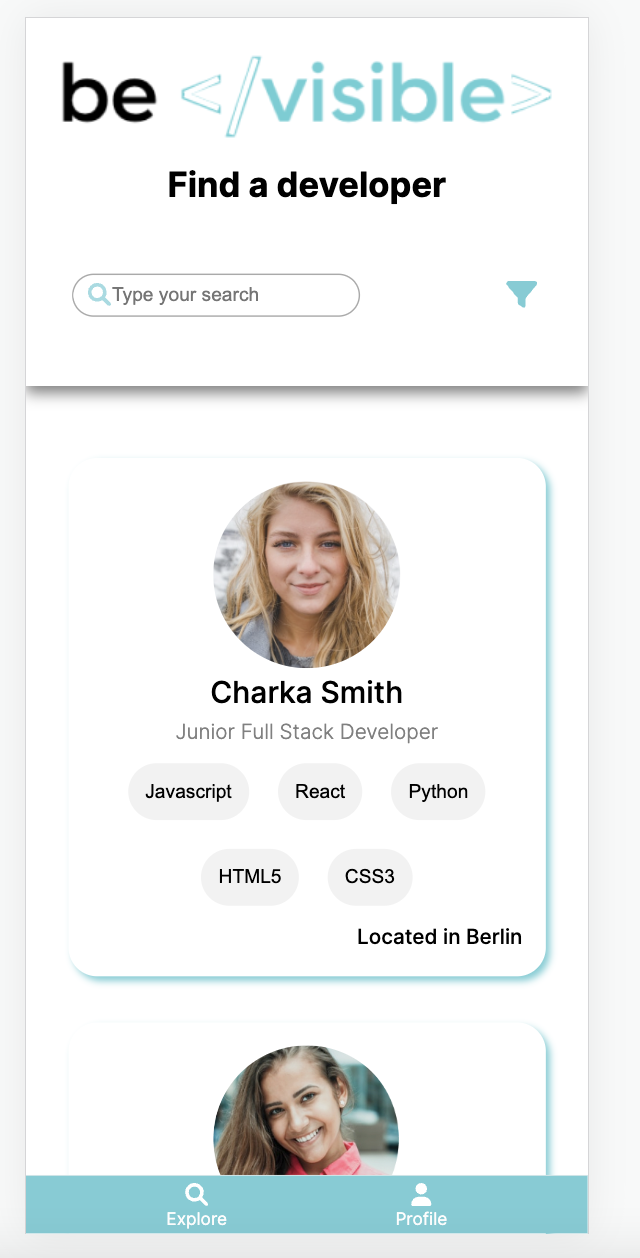 be </visible>
Find a developer
Type your search
Charka Smith
Junior Full Stack Developer
Javascript React Python
HTML5 CSS3
Located in Berlin
Explore Profile